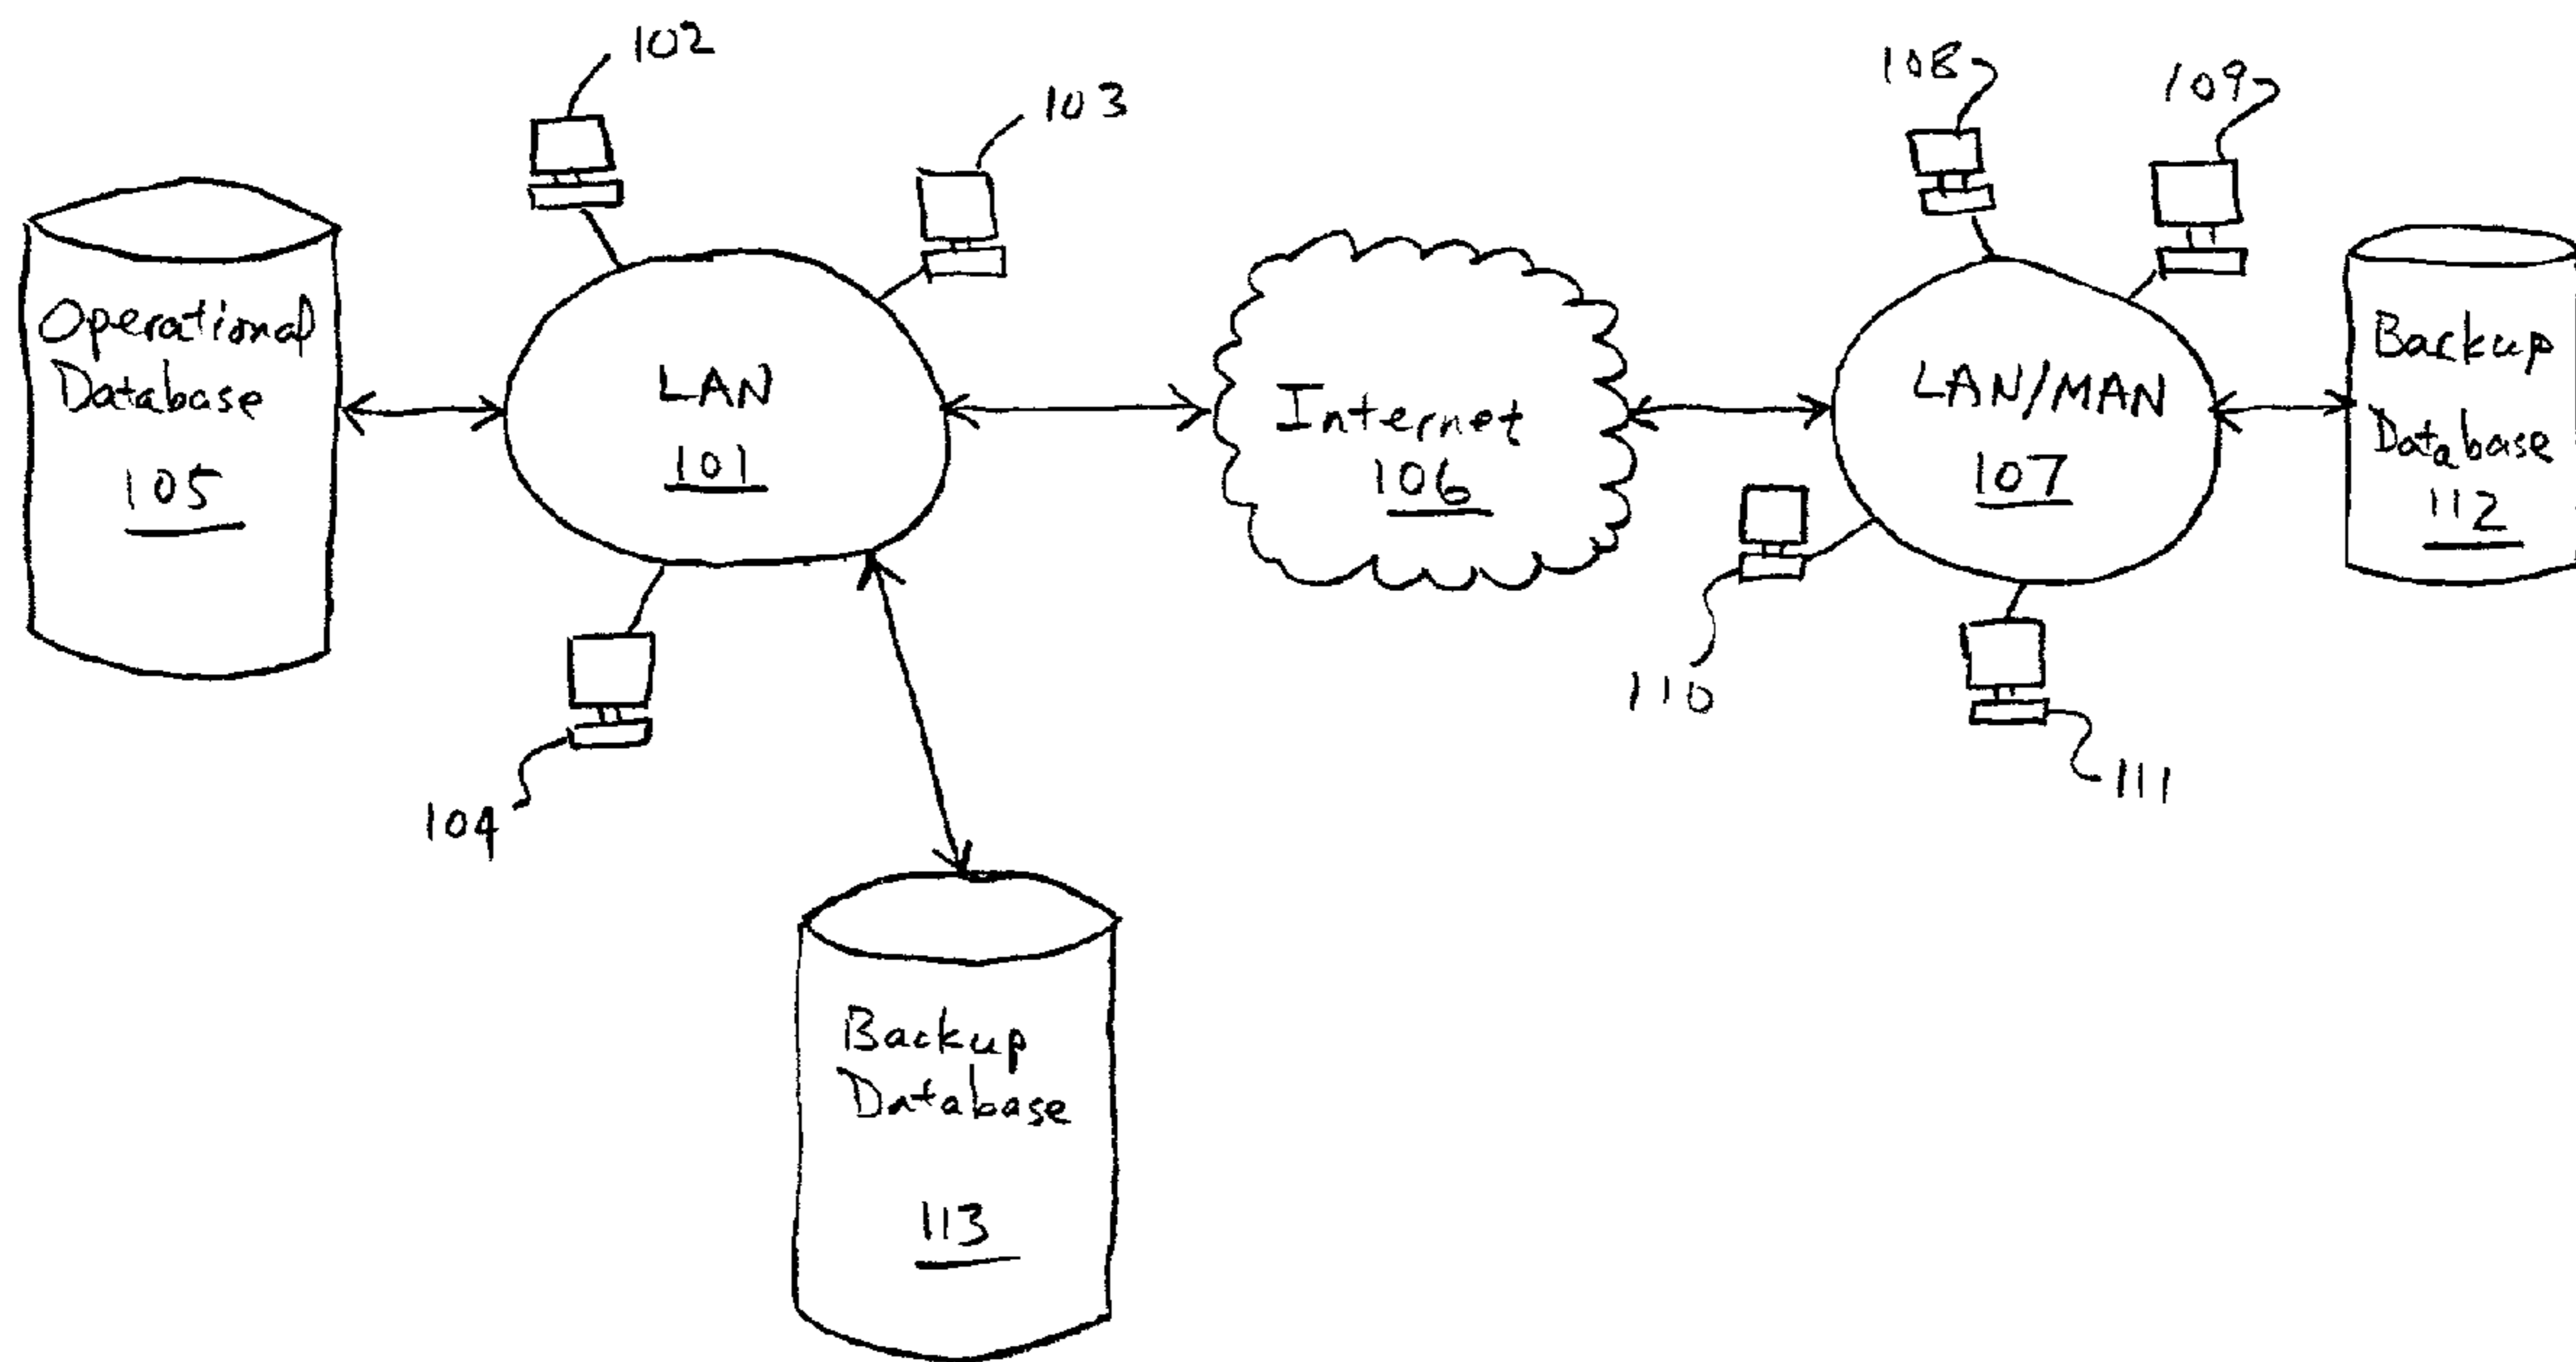 102
103
108
109
Operational
Database
105
LAN
101
Internet
106
LAN/MAN
107
Backup
Database
112
110
111
104
Backup
Database
113